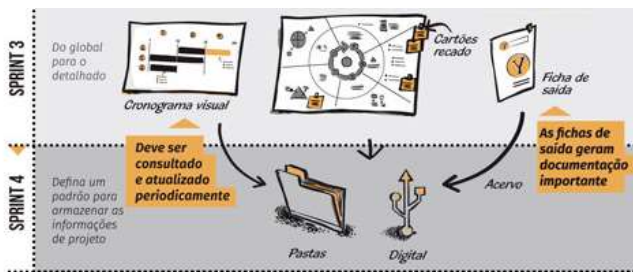 SPRINT 3
Do global
para o
detalhado
Cronograma visual
Cartões
recado
Ficha de
saída
Deve ser
consultado
e atualizado
periodicamente
As fichas de
saída geram
documentação
importante
SPRINT 4
Defina um
padrão para
armazenar as
informações
de projeto
Pastas
Digital
Acervo